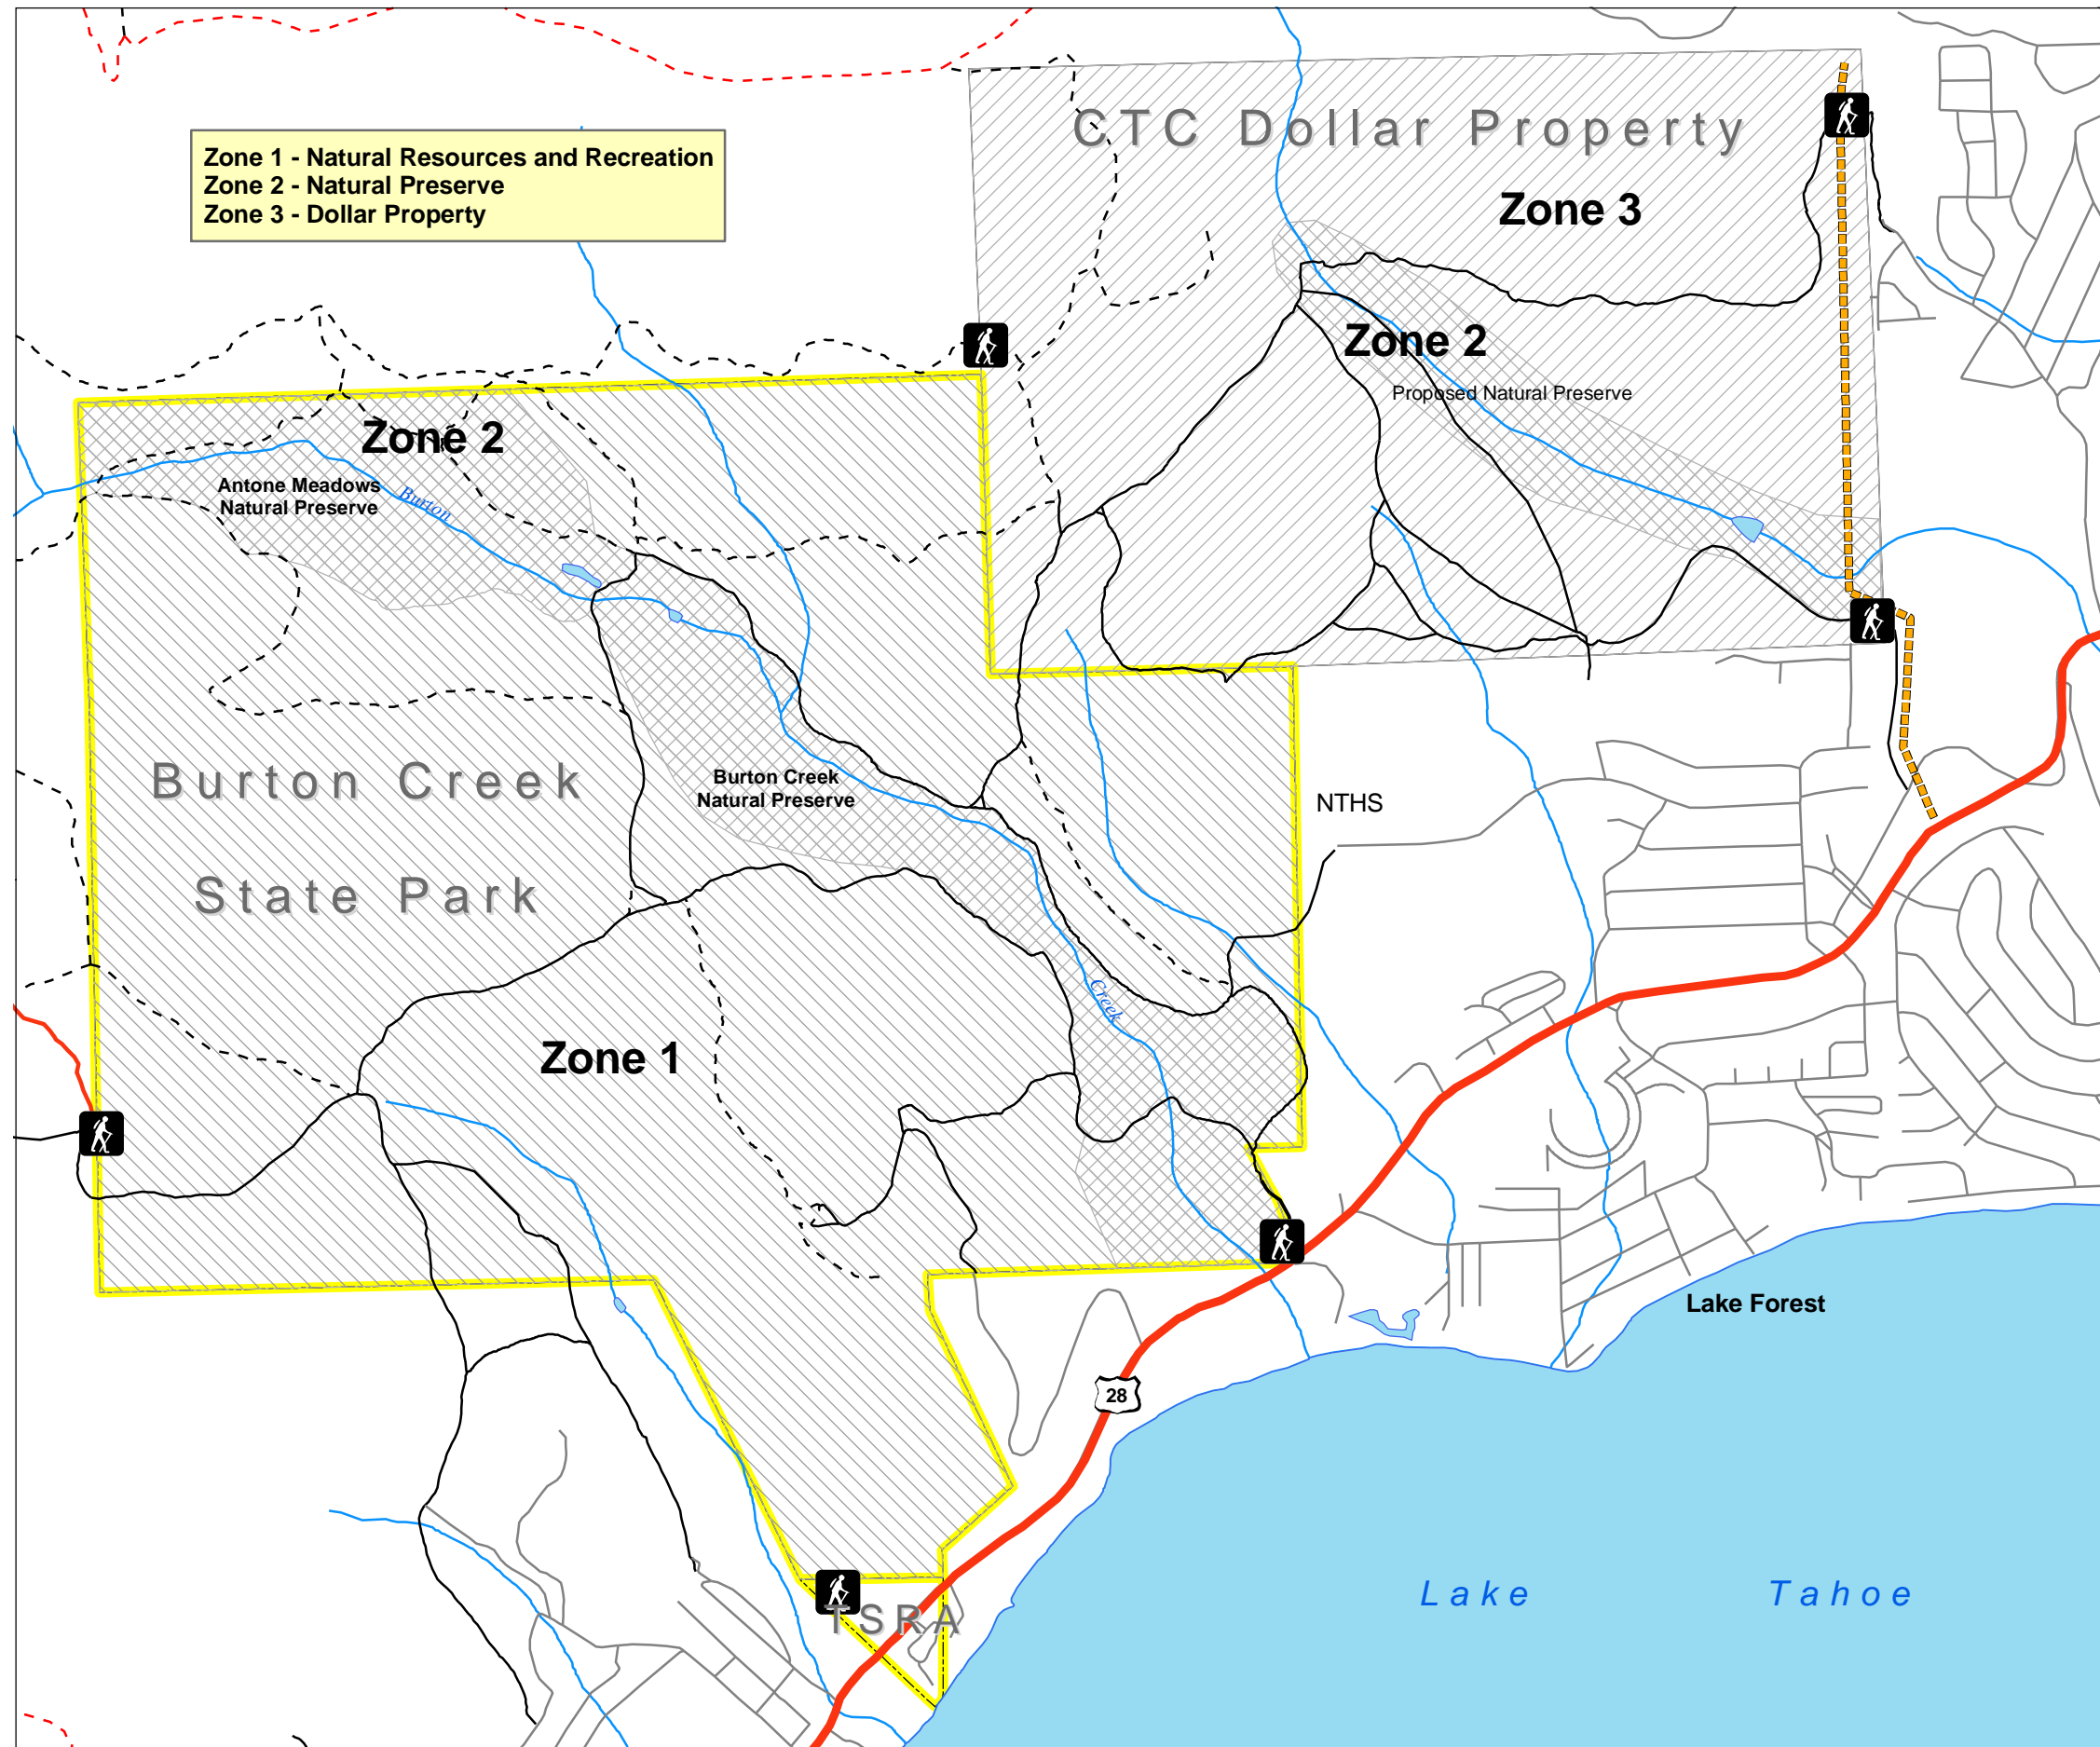 CTC Dollar Property
Zone 1 - Natural Resources and Recreation
Zone 2 - Natural Preserve
Zone 3 - Dollar Property
Zone 3
Zone 2
Proposed Natural Preserve
Zone 2
Antone Meadows
Natural Preserve
Burton
Burton Creek
State Park
Burton Creek
Natural Preserve
NTHS
Creek
Zone 1
Lake Forest
28
Lake Tahoe
TSRA